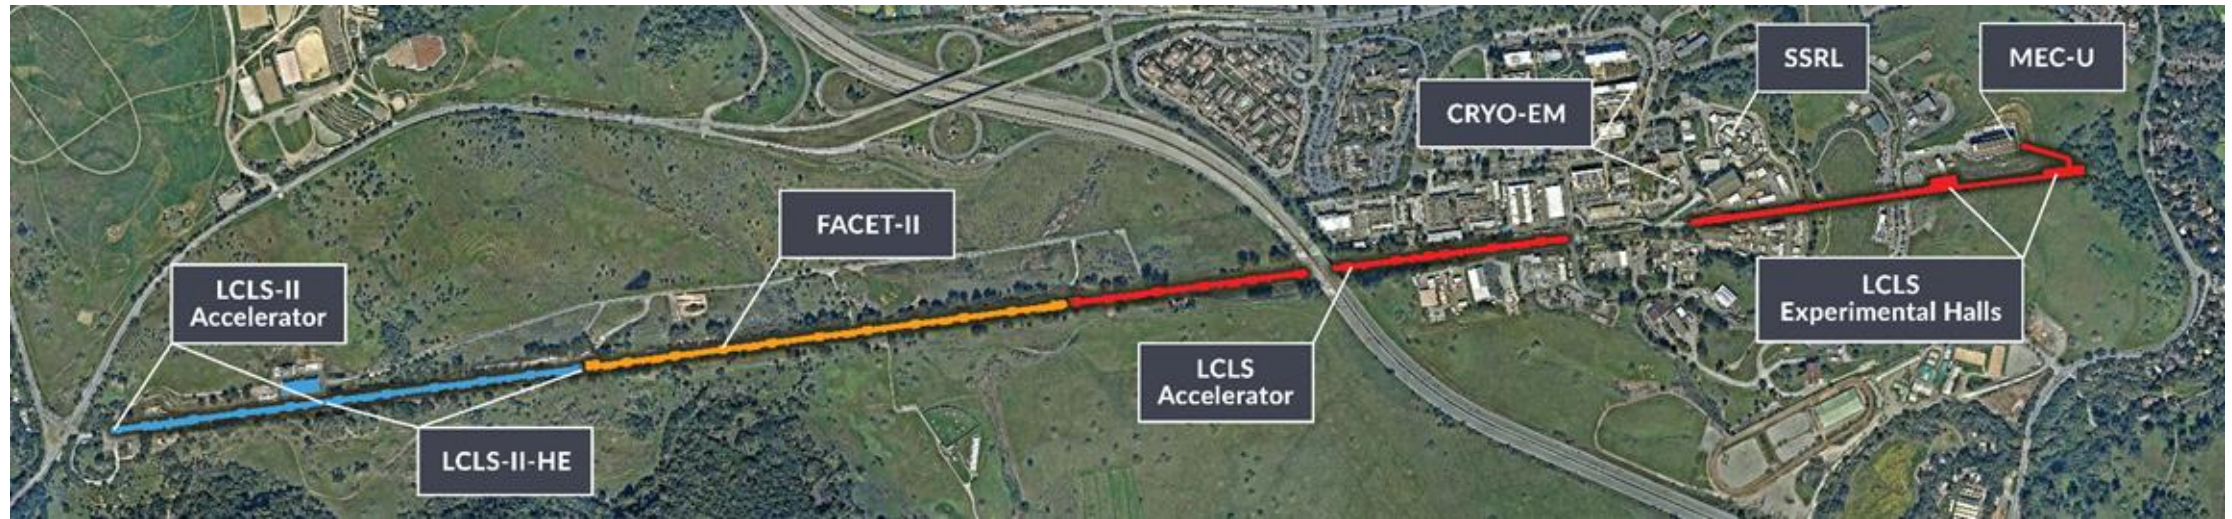 SSRL
MEC-U
CRYO-EM
FACET-II
LCLS-II
Accelerator
LCLS
Experimental Halls
LCLS
Accelerator
LCLS-II-HE